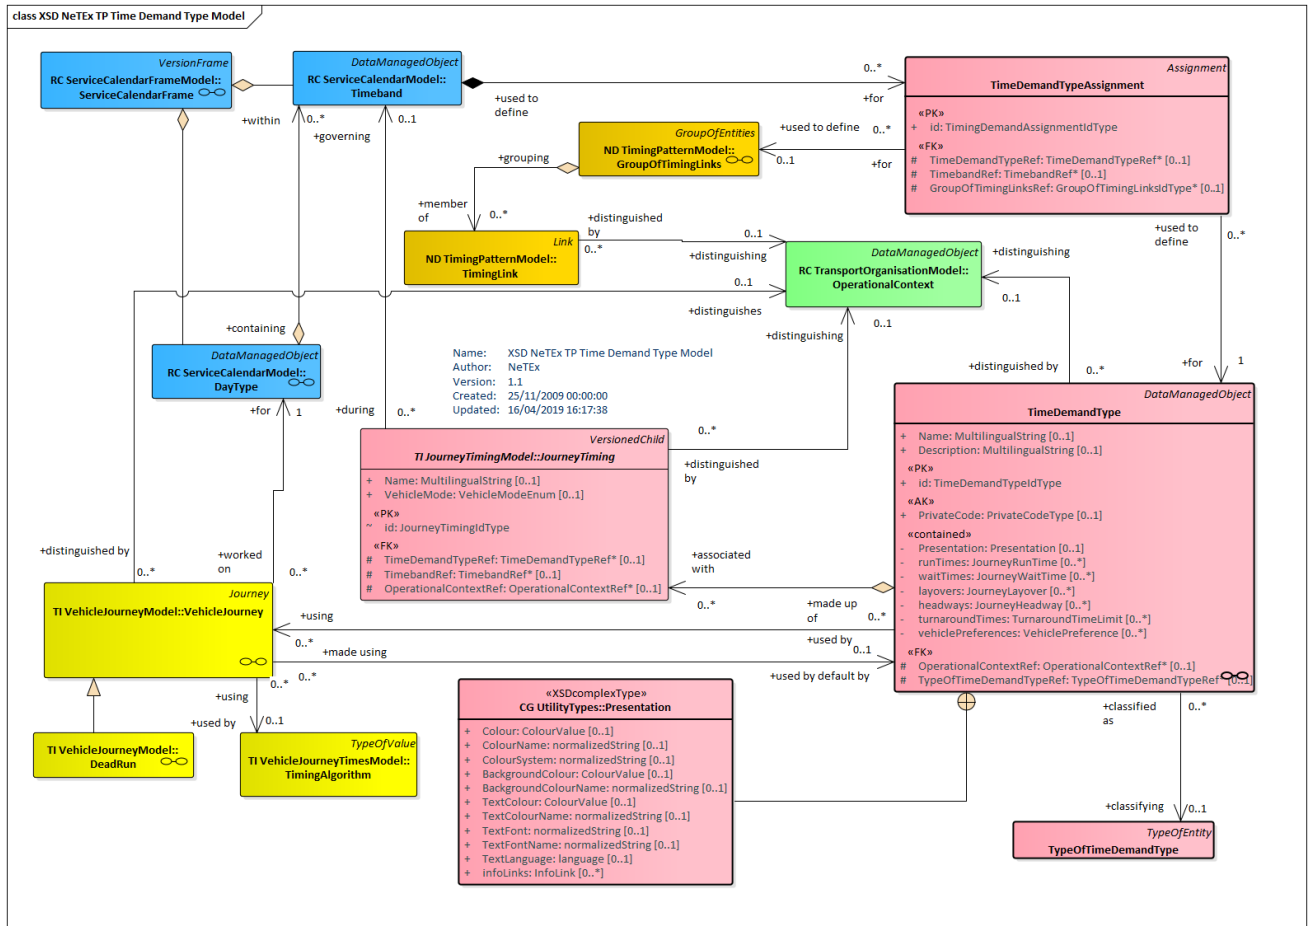 class XSD NeTEx TP Time Demand Type Model
VersionFrame
RC ServiceCalendarFrameModel::
ServiceCalendarFrame
DataManagedObject
RC ServiceCalendarModel::
Timeband
+within
0..*
+governing
0..1
+used to
define
0..*
+for
Assignment
TimeDemandTypeAssignment
«PK»
+ id: TimingDemandAssignmentIdType
«FK»
# TimeDemandTypeRef: TimeDemandTypeRef* [0..1]
# TimebandRef: TimebandRef* [0..1]
# GroupOfTimingLinksRef: GroupOfTimingLinksIdType* [0..1]
GroupOfEntities
ND TimingPatternModel::
GroupOfTimingLinks
+used to define
0..*
0..1
+for
+grouping
+member
of
0..*
Link
ND TimingPatternModel::
TimingLink
+distinguished
by
0..*
0..1
+distinguishing
DataManagedObject
RC TransportOrganisationModel::
OperationalContext
+distinguishing
0..1
+used to
define
0..*
0..1
+distinguishes
+distinguishing
0..1
+containing
DataManagedObject
RC ServiceCalendarModel::
DayType
+for
1
Name: XSD NeTEx TP Time Demand Type Model
Author: NeTEx
Version: 1.1
Created: 25/11/2009 00:00:00
Updated: 16/04/2019 16:17:38
+distinguished by
0..*
+for
1
+during
0..*
VersionedChild
TI JourneyTimingModel::JourneyTiming
+ Name: MultilingualString [0..1]
+ VehicleMode: VehicleModeEnum [0..1]
«PK»
~ id: JourneyTimingIdType
«FK»
# TimeDemandTypeRef: TimeDemandTypeRef* [0..1]
# TimebandRef: TimebandRef* [0..1]
# OperationalContextRef: OperationalContextRef* [0..1]
0..*
+distinguished
by
DataManagedObject
TimeDemandType
+ Name: MultilingualString [0..1]
+ Description: MultilingualString [0..1]
«PK»
+ id: TimeDemandTypeIdType
«AK»
+ PrivateCode: PrivateCodeType [0..1]
«contained»
- Presentation: Presentation [0..1]
- runTimes: JourneyRunTime [0..*]
- waitTimes: JourneyWaitTime [0..*]
- layovers: JourneyLayover [0..*]
- headways: JourneyHeadway [0..*]
- turnaroundTimes: TurnaroundTimeLimit [0..*]
- vehiclePreferences: VehiclePreference [0..*]
«FK»
# OperationalContextRef: OperationalContextRef* [0..1]
# TypeOfTimeDemandTypeRef: TypeOfTimeDemandTypeRef* [0..1]
+associated
with
0..*
+made up
of
0..*
+distinguished by
0..*
+worked
on
0..*
Journey
TI VehicleJourneyModel::VehicleJourney
+using
0..*
+used by
0..1
+made using
0..*
+used by default by
0..*
+using
+used by
0..1
TI VehicleJourneyModel::
DeadRun
TypeOfValue
TI VehicleJourneyTimesModel::
TimingAlgorithm
«XSDcomplexType»
CG UtilityTypes::Presentation
+ Colour: ColourValue [0..1]
+ ColourName: normalizedString [0..1]
+ ColourSystem: normalizedString [0..1]
+ BackgroundColour: ColourValue [0..1]
+ BackgroundColourName: normalizedString [0..1]
+ TextColour: ColourValue [0..1]
+ TextColourName: normalizedString [0..1]
+ TextFont: normalizedString [0..1]
+ TextFontName: normalizedString [0..1]
+ TextLanguage: language [0..1]
+ infoLinks: InfoLink [0..*]
+classified
as
0..*
+classifying
0..1
TypeOfEntity
TypeOfTimeDemandType